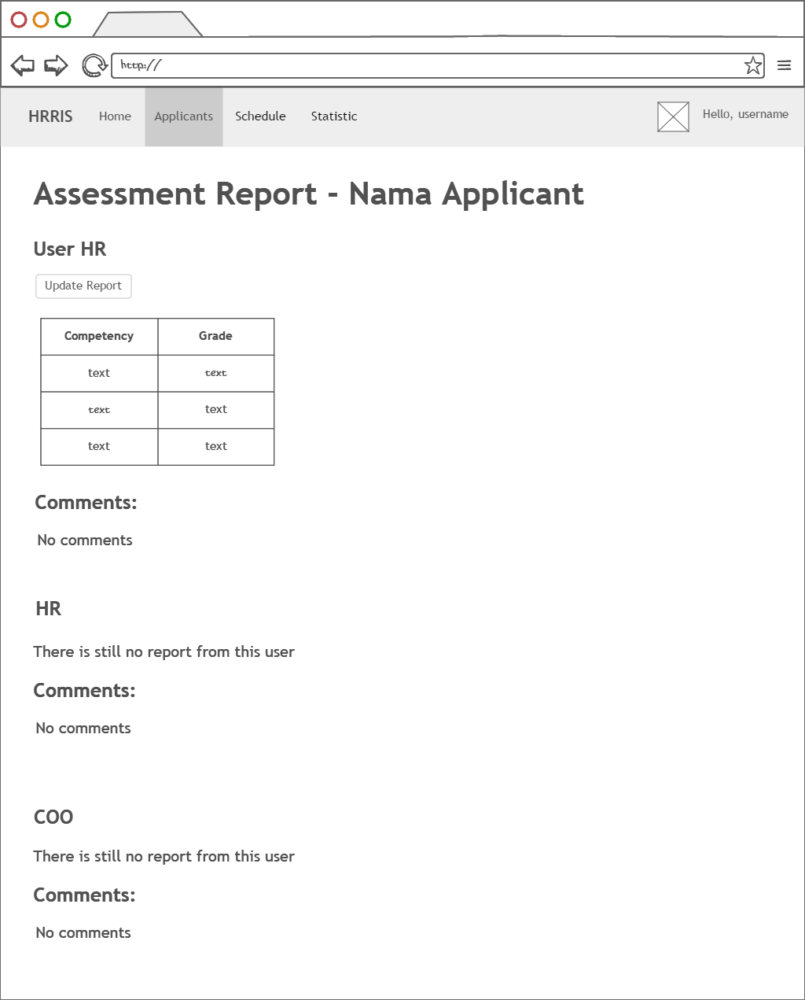 http://
HRRIS Home Applicants Schedule Statistic Hello, username
Assessment Report - Nama Applicant
User HR
Update Report
Competency Grade
text text
text text
text text
Comments:
No comments
HR
There is still no report from this user
Comments:
No comments
COO
There is still no report from this user
Comments:
No comments